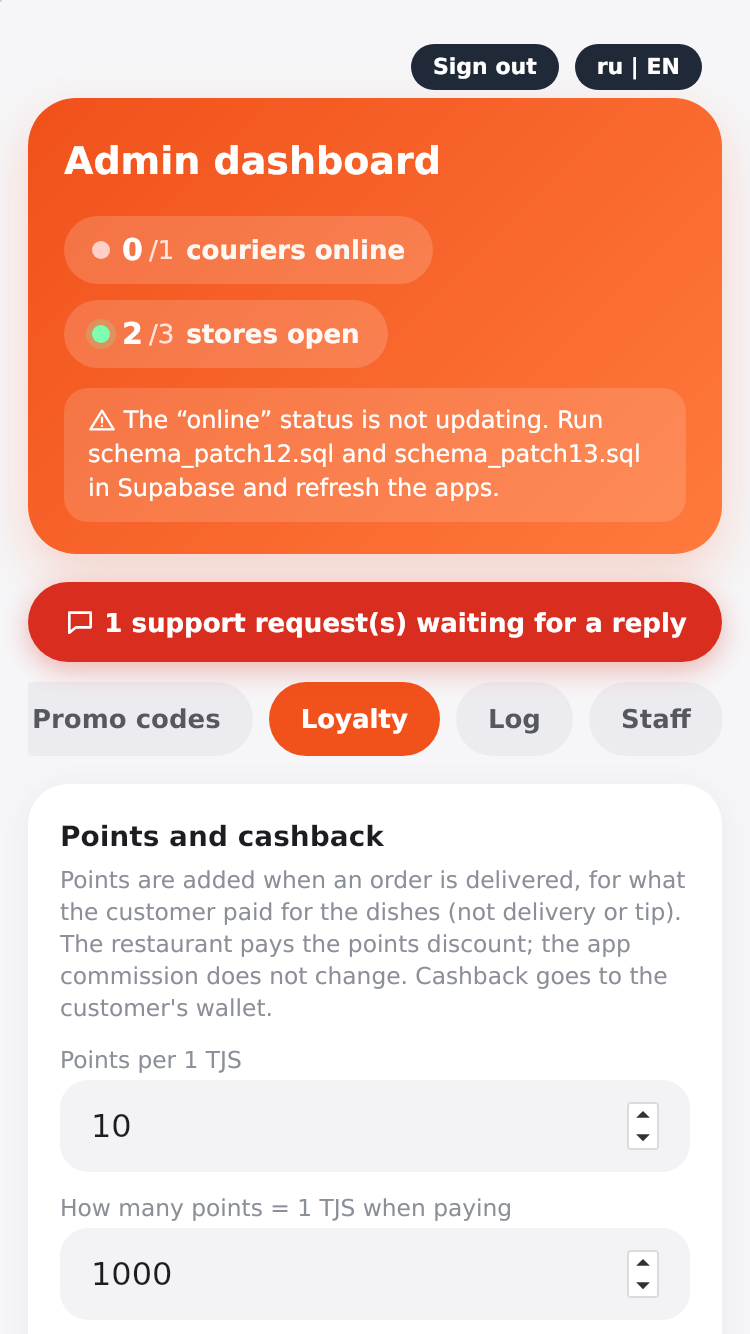 Sign out
ru | EN
Admin dashboard
0 /1 couriers online
2 /3 stores open
The “online” status is not updating. Run
schema_patch12.sql and schema_patch13.sql
in Supabase and refresh the apps.
1 support request(s) waiting for a reply
Promo codes
Loyalty
Log
Staff
Points and cashback
Points are added when an order is delivered, for what
the customer paid for the dishes (not delivery or tip).
The restaurant pays the points discount; the app
commission does not change. Cashback goes to the
customer's wallet.
Points per 1 TJS
10
How many points = 1 TJS when paying
1000